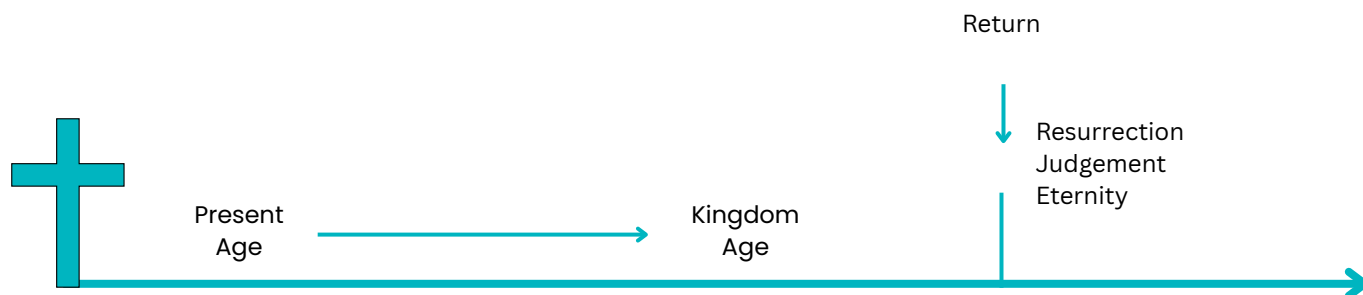 Return
Resurrection
Judgement
Eternity
Present
Age
Kingdom
Age